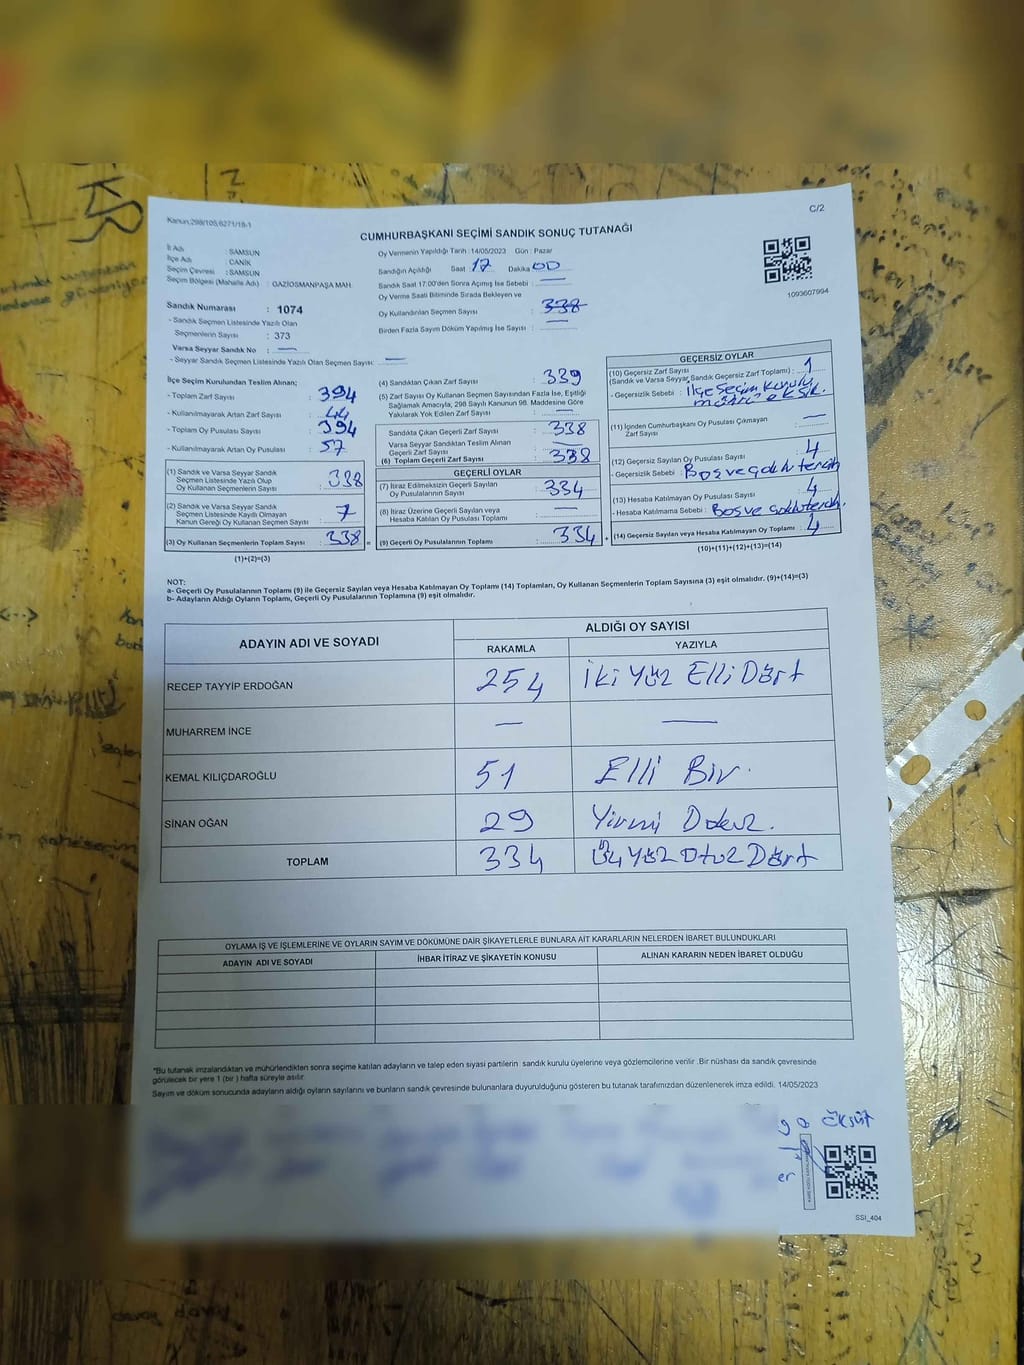 Kanun:298/105,6271/18-1
C/2
CUMHURBAŞKANI SEÇİMİ SANDIK SONUÇ TUTANAĞI
İl Adı : SAMSUN
İlçe Adı : CANİK
Seçim Çevresi : SAMSUN
Seçim Bölgesi (Mahalle Adı) : GAZİOSMANPAŞA MAH.
Sandık Numarası : 1074
- Sandık Seçmen Listesinde Yazılı Olan
Seçmenlerin Sayısı : 373
Varsa Seyyar Sandık No : —
- Seyyar Sandık Seçmen Listesinde Yazılı Olan Seçmen Sayısı: —
Oy Vermenin Yapıldığı Tarih : 14/05/2023 Gün : Pazar
Sandığın Açıldığı Saat 17 Dakika 00
Sandık Saat 17:00'den Sonra Açımış İse Sebebi : —
Oy Verme Saati Bitiminde Sırada Bekleyen ve
Oy Kullandırılan Seçmen Sayısı : 338
Birden Fazla Sayım Döküm Yapılmış İse Sayısı : —
1093607994
İlçe Seçim Kurulundan Teslim Alınan;
- Toplam Zarf Sayısı : 394
- Kullanılmayarak Artan Zarf Sayısı : 44
- Toplam Oy Pusulası Sayısı : 394
- Kullanılmayarak Artan Oy Pusulası : 57
(1) Sandık ve Varsa Seyyar Sandık
Seçmen Listesinde Yazılı Olup
Oy Kullanan Seçmenlerin Sayısı : 338
(2) Sandık ve Varsa Seyyar Sandık
Seçmen Listesinde Kayıtlı Olmayan
Kanun Gereği Oy Kullanan Seçmen Sayısı : 7
(3) Oy Kullanan Seçmenlerin Toplam Sayısı : 338 =
(1)+(2)=(3)
(4) Sandıktan Çıkan Zarf Sayısı : 339
(5) Zarf Sayısı Oy Kullanan Seçmen Sayısından Fazla İse, Eşitliği
Sağlamak Amacıyla, 298 Sayılı Kanunun 98. Maddesine Göre
Yakılarak Yok Edilen Zarf Sayısı : —
Sandıkta Çıkan Geçerli Zarf Sayısı : 338
Varsa Seyyar Sandıktan Teslim Alınan
Geçerli Zarf Sayısı : —
(6) Toplam Geçerli Zarf Sayısı : 338
GEÇERLİ OYLAR
(7) İtiraz Edilmeksizin Geçerli Sayılan
Oy Pusulalarının Sayısı : 334
(8) İtiraz Üzerine Geçerli Sayılan veya
Hesaba Katılan Oy Pusulası Toplamı : —
(9) Geçerli Oy Pusulalarının Toplamı : 334 +
GEÇERSİZ OYLAR
(10) Geçersiz Zarf Sayısı
(Sandık ve Varsa Seyyar Sandık Geçersiz Zarf Toplamı) : 1
- Geçersizlik Sebebi : İlçe Seçim Kurulu
mührü eksik.
(11) İçinden Cumhurbaşkanı Oy Pusulası Çıkmayan
Zarf Sayısı : —
(12) Geçersiz Sayılan Oy Pusulası Sayısı : 4
- Geçersizlik Sebebi : Boş ve çoklu tercih
(13) Hesaba Katılmayan Oy Pusulası Sayısı : 4
- Hesaba Katılmama Sebebi : Boş ve çoklu tercih.
(14) Geçersiz Sayılan veya Hesaba Katılmayan Oy Toplamı : 4
(10)+(11)+(12)+(13)=(14)
NOT:
a- Geçerli Oy Pusulalarının Toplamı (9) ile Geçersiz Sayılan veya Hesaba Katılmayan Oy Toplamı (14) Toplamları, Oy Kullanan Seçmenlerin Toplam Sayısına (3) eşit olmalıdır. (9)+(14)=(3)
b- Adayların Aldığı Oyların Toplamı, Geçerli Oy Pusulalarının Toplamına (9) eşit olmalıdır.
ADAYIN ADI VE SOYADI
ALDIĞI OY SAYISI
RAKAMLA YAZIYLA
RECEP TAYYİP ERDOĞAN 254 İki Yüz Elli Dört
MUHARREM İNCE — —
KEMAL KILIÇDAROĞLU 51 Elli Bir.
SİNAN OĞAN 29 Yirmi Dokuz.
TOPLAM 334 Üç Yüz Otuz Dört
OYLAMA İŞ VE İŞLEMLERİNE VE OYLARIN SAYIM VE DÖKÜMÜNE DAİR ŞİKAYETLERLE BUNLARA AİT KARARLARIN NELERDEN İBARET BULUNDUKLARI
ADAYIN ADI VE SOYADI İHBAR İTİRAZ VE ŞİKAYETİN KONUSU ALINAN KARARIN NEDEN İBARET OLDUĞU
*Bu tutanak imzalandıktan ve mühürlendikten sonra seçime katılan adayların ve talep eden siyasi partilerin sandık kurulu üyelerine veya gözlemcilerine verilir .Bir nüshası da sandık çevresinde
görülecek bir yere 1 (bir ) hafta süreyle asılır.
Sayım ve döküm sonucunda adayların aldığı oyların sayılarını ve bunların sandık çevresinde bulunanlara duyurulduğunu gösteren bu tutanak tarafımızdan düzenlenerek imza edildi. 14/05/2023
ÖKSÜT
er
SSİ_404